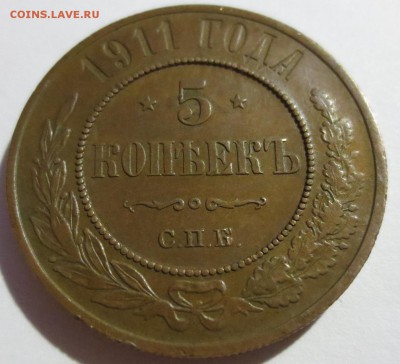 COINS.LAVE.RU
1911 ГОДА
5
КОПѢЕКЪ
С.П.Б.